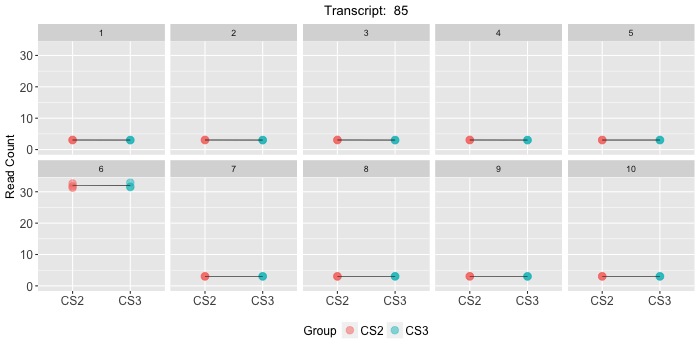 Transcript: 85
1 2 3 4 5
30
20
10
0
Read Count
6 7 8 9 10
30
20
10
0
CS2 CS3 CS2 CS3 CS2 CS3 CS2 CS3 CS2 CS3
Group CS2 CS3